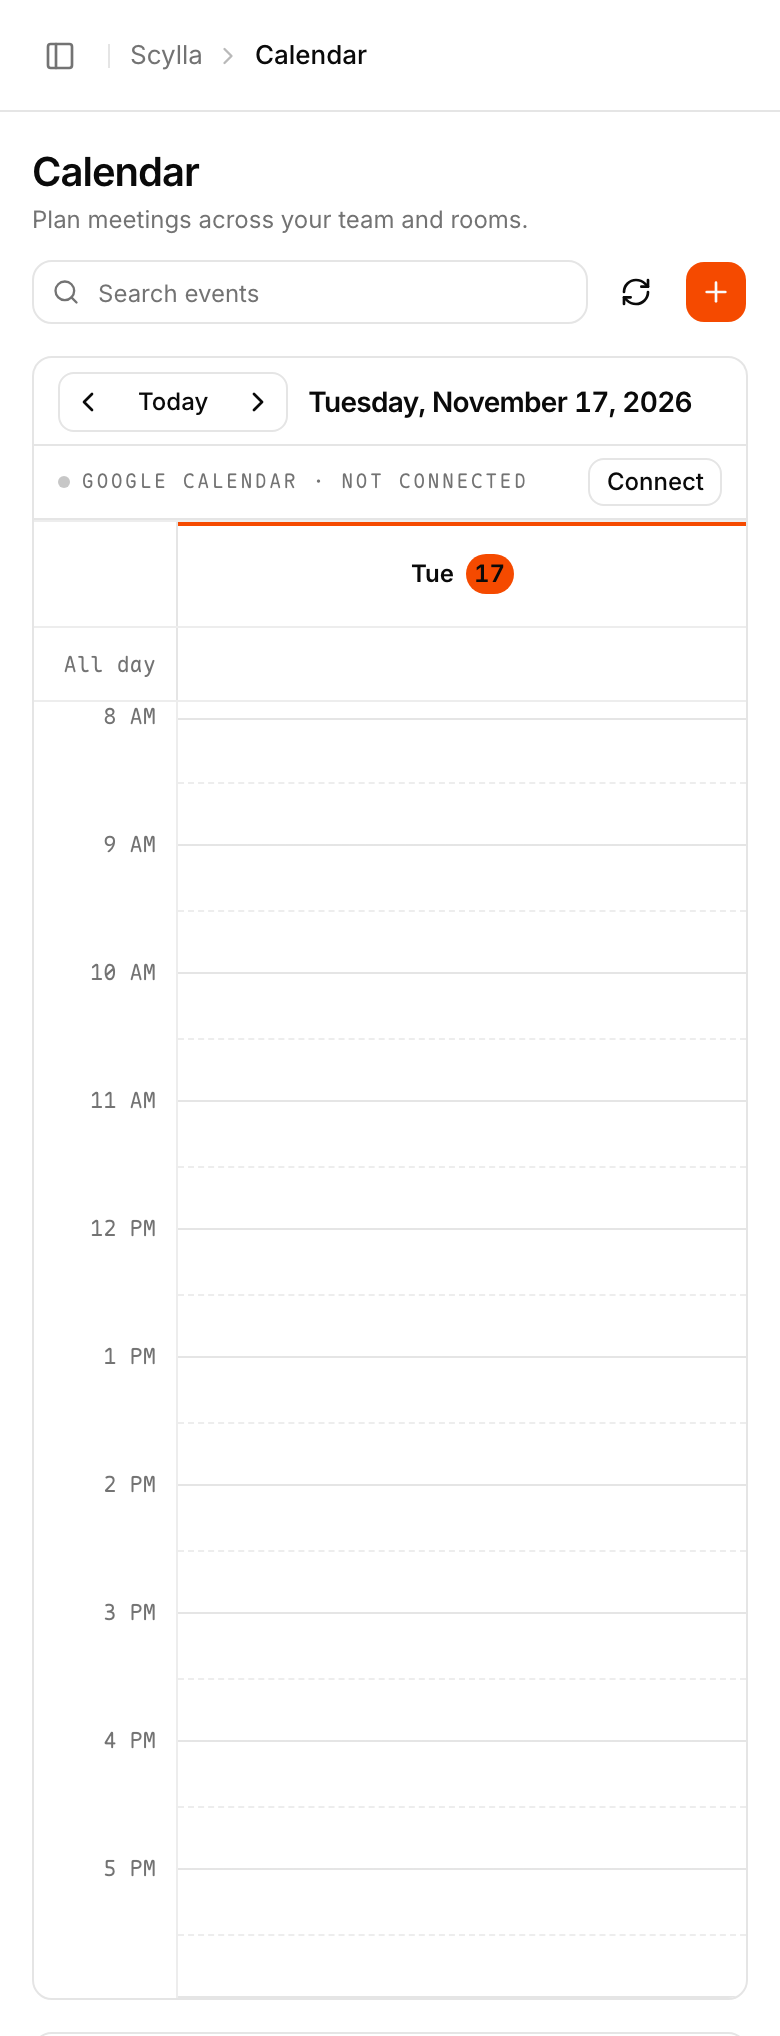 Scylla > Calendar
Calendar
Plan meetings across your team and rooms.
Search events
Today
Tuesday, November 17, 2026
GOOGLE CALENDAR · NOT CONNECTED
Connect
Tue 17
All day
8 AM
9 AM
10 AM
11 AM
12 PM
1 PM
2 PM
3 PM
4 PM
5 PM